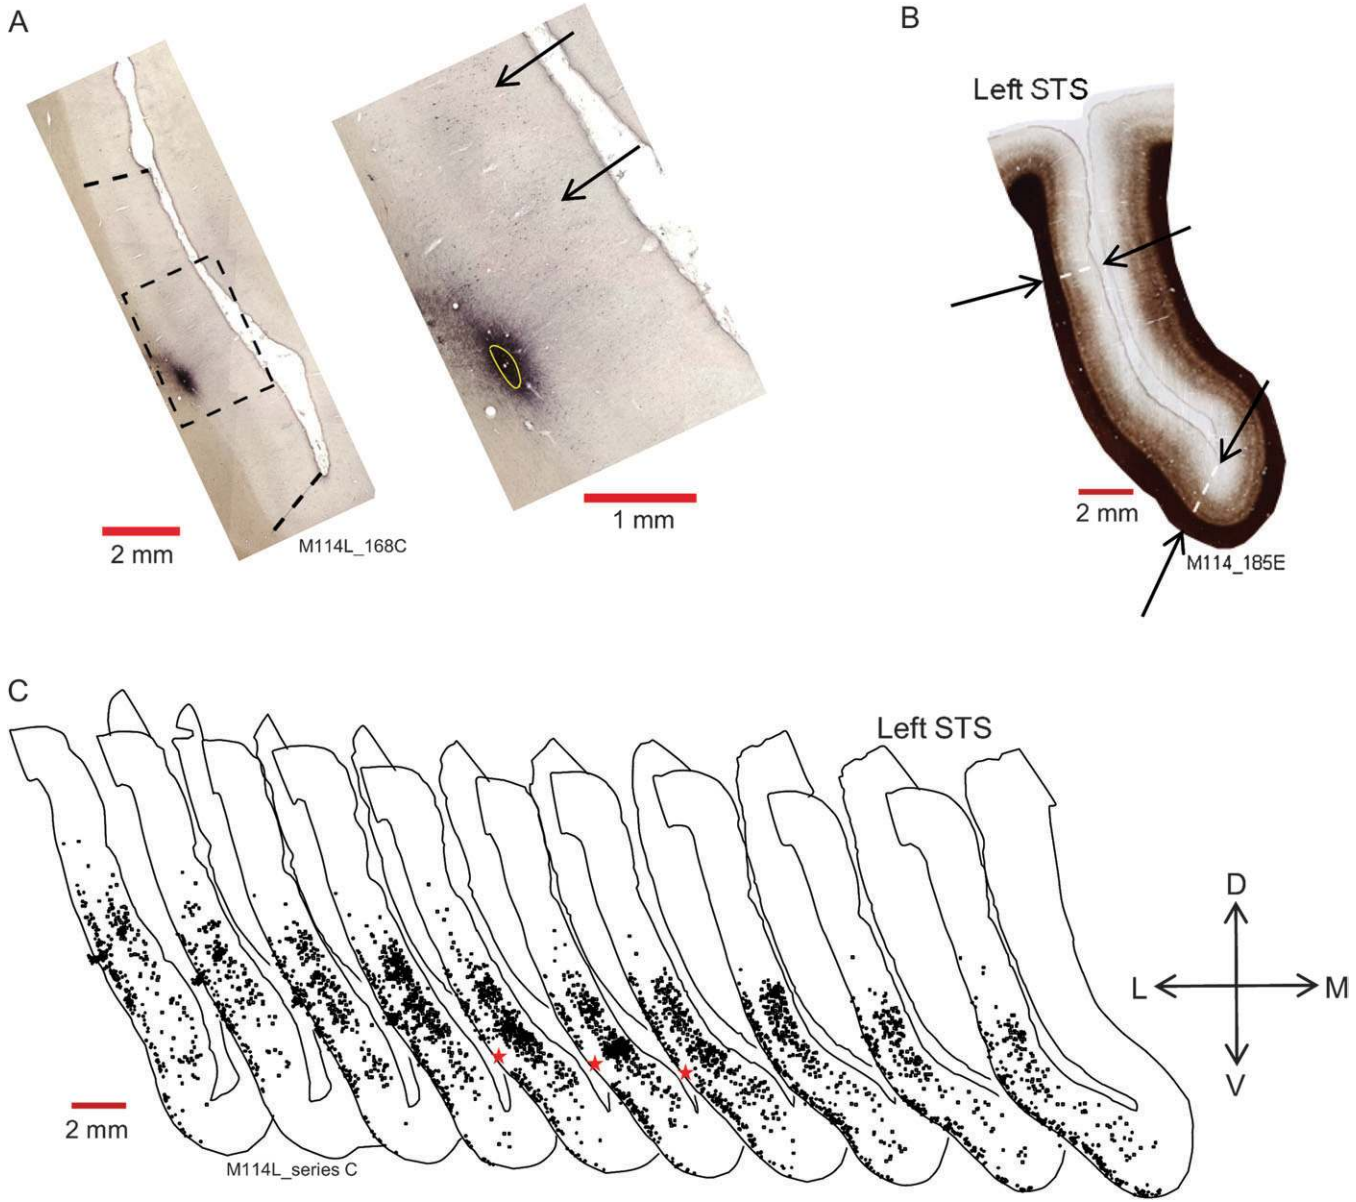 A
B
Left STS
2 mm
M114L_168C
1 mm
2 mm
M114_185E
C
Left STS
D
L
M
V
2 mm
M114L_series C